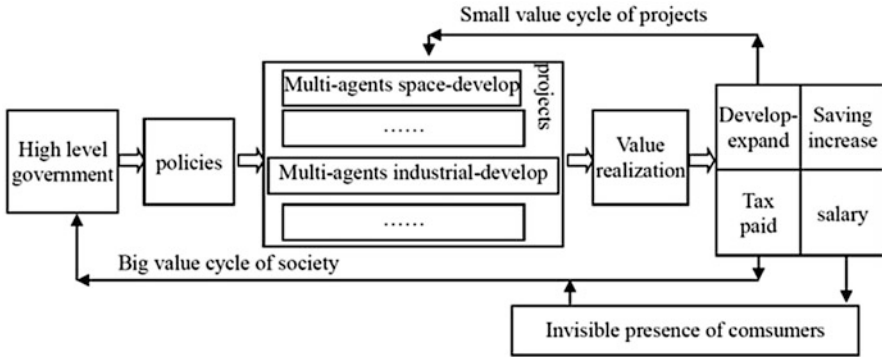 Small value cycle of projects
High level
government
policies
Multi-agents space-develop
……
Multi-agents industrial-develop
……
projects
Value
realization
Develop-
expand
Saving
increase
Tax
paid
salary
Big value cycle of society
Invisible presence of comsumers